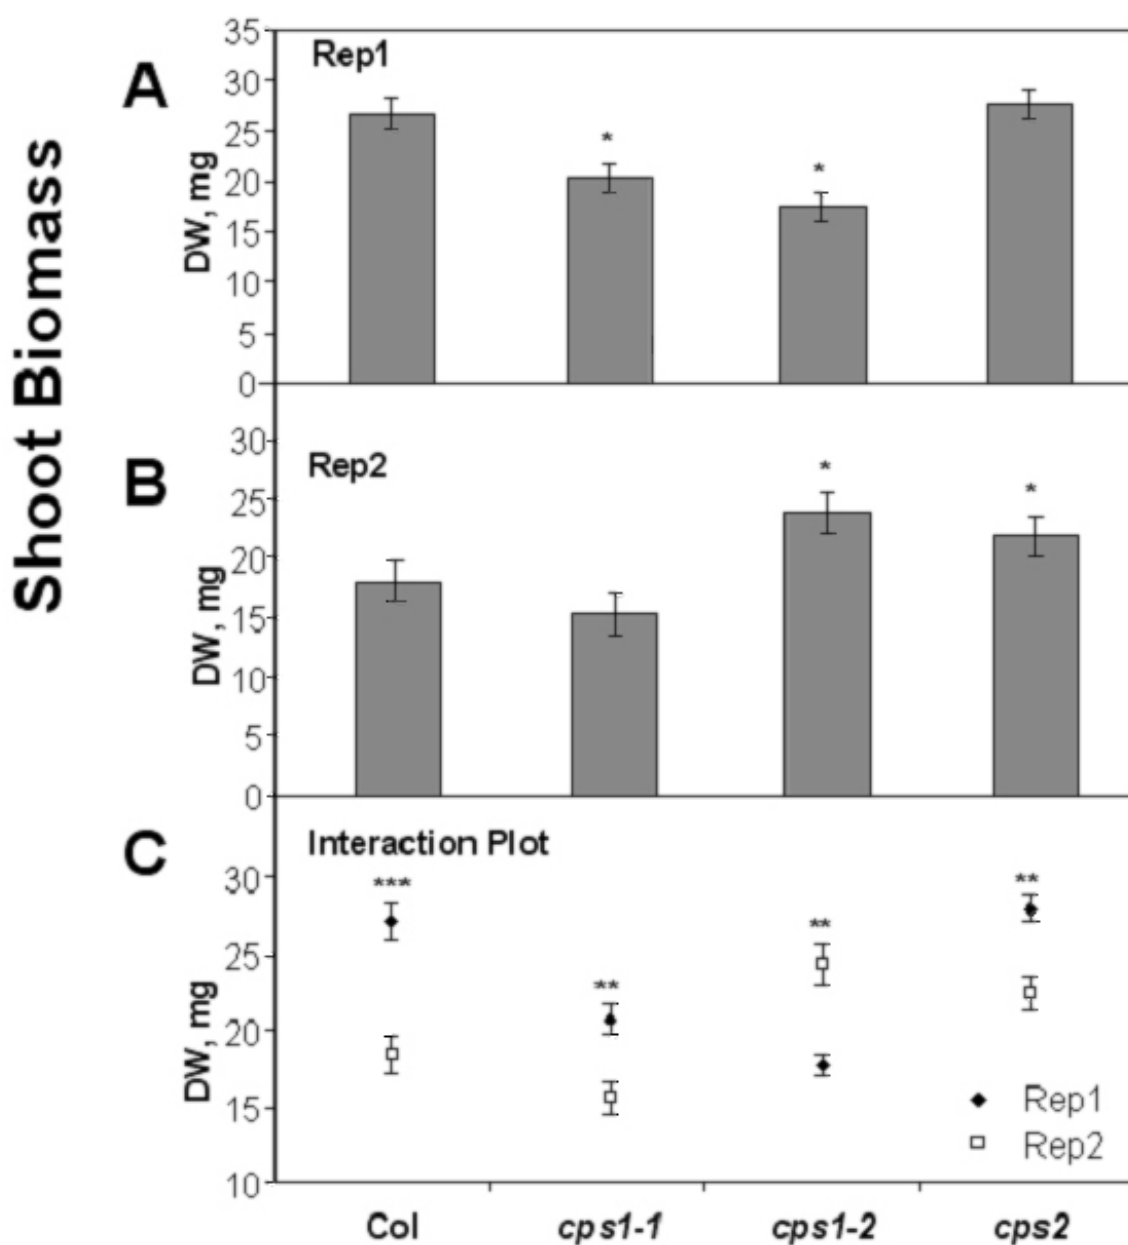 Shoot Biomass
A
Rep1
DW, mg
35
30
25
20
15
10
5
0
*
*
B
Rep2
DW, mg
30
25
20
15
10
5
0
*
*
C
Interaction Plot
DW, mg
30
25
20
15
10
***
**
**
**
Rep1
Rep2
Col
cps1-1
cps1-2
cps2